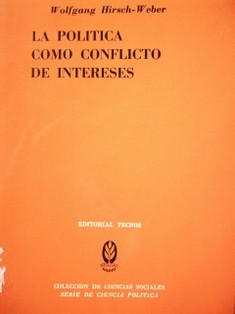 Wolfgang Hirsch-Weber
LA POLITICA
COMO CONFLICTO
DE INTERESES
EDITORIAL TECNOS
COLECCION DE CIENCIAS SOCIALES
SERIE DE CIENCIA POLITICA